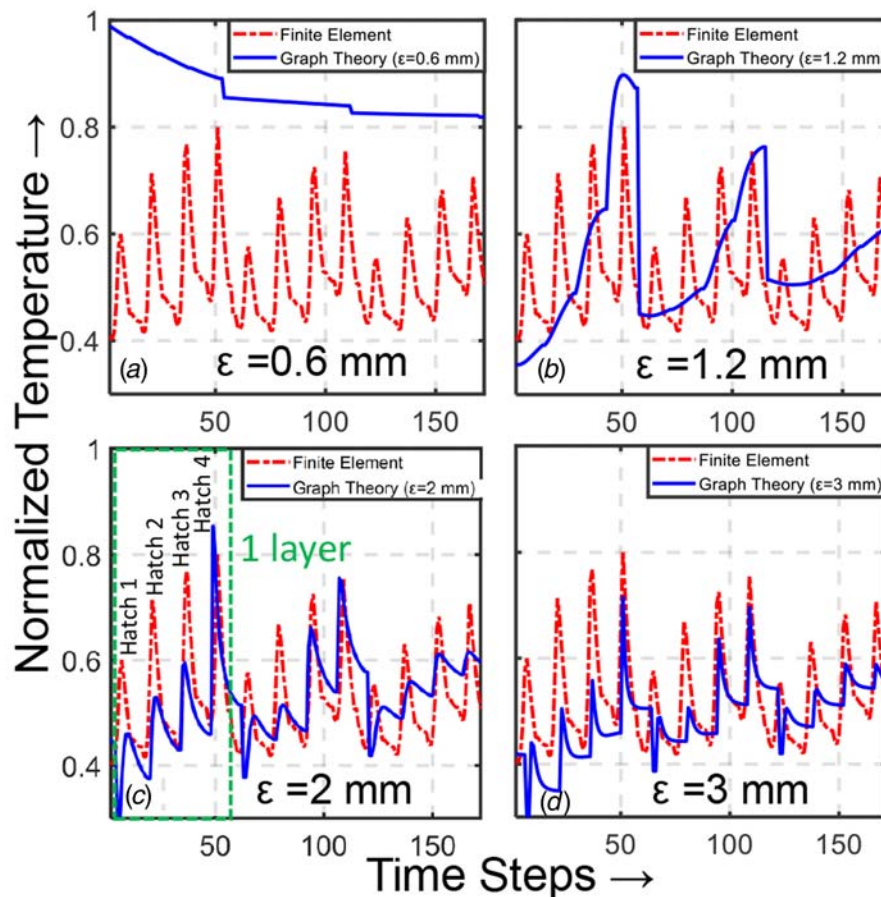 Normalized Temperature →
1
0.8
0.6
0.4
Finite Element
Graph Theory (ε=0.6 mm)
(a)
ε =0.6 mm
50
100
150
Finite Element
Graph Theory (ε=1.2 mm)
(b)
ε =1.2 mm
50
100
150
1
0.8
0.6
0.4
Finite Element
Graph Theory (ε=2 mm)
Hatch 1
Hatch 2
Hatch 3
Hatch 4
1 layer
(c)
ε =2 mm
50
100
150
Finite Element
Graph Theory (ε=3 mm)
(d)
ε =3 mm
50
100
150
Time Steps →